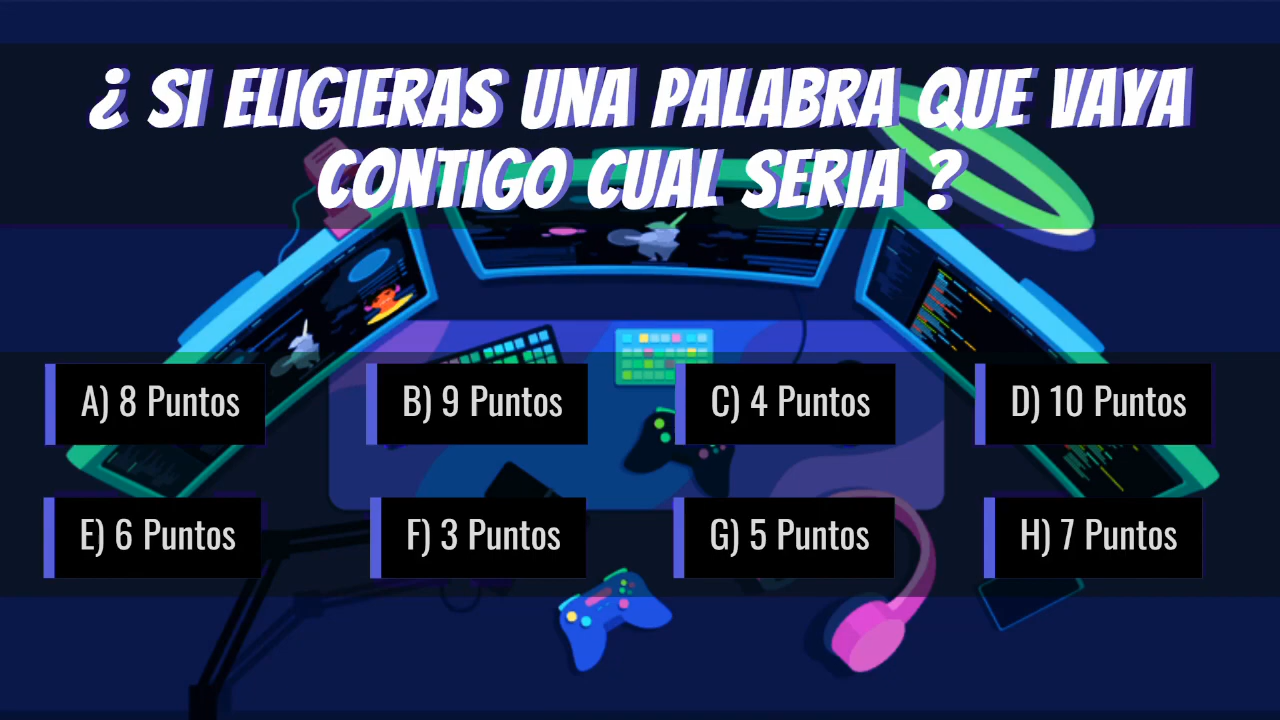 ¿ SI ELIGIERAS UNA PALABRA QUE VAYA
CONTIGO CUAL SERIA ?
A) 8 Puntos
B) 9 Puntos
C) 4 Puntos
D) 10 Puntos
E) 6 Puntos
F) 3 Puntos
G) 5 Puntos
H) 7 Puntos